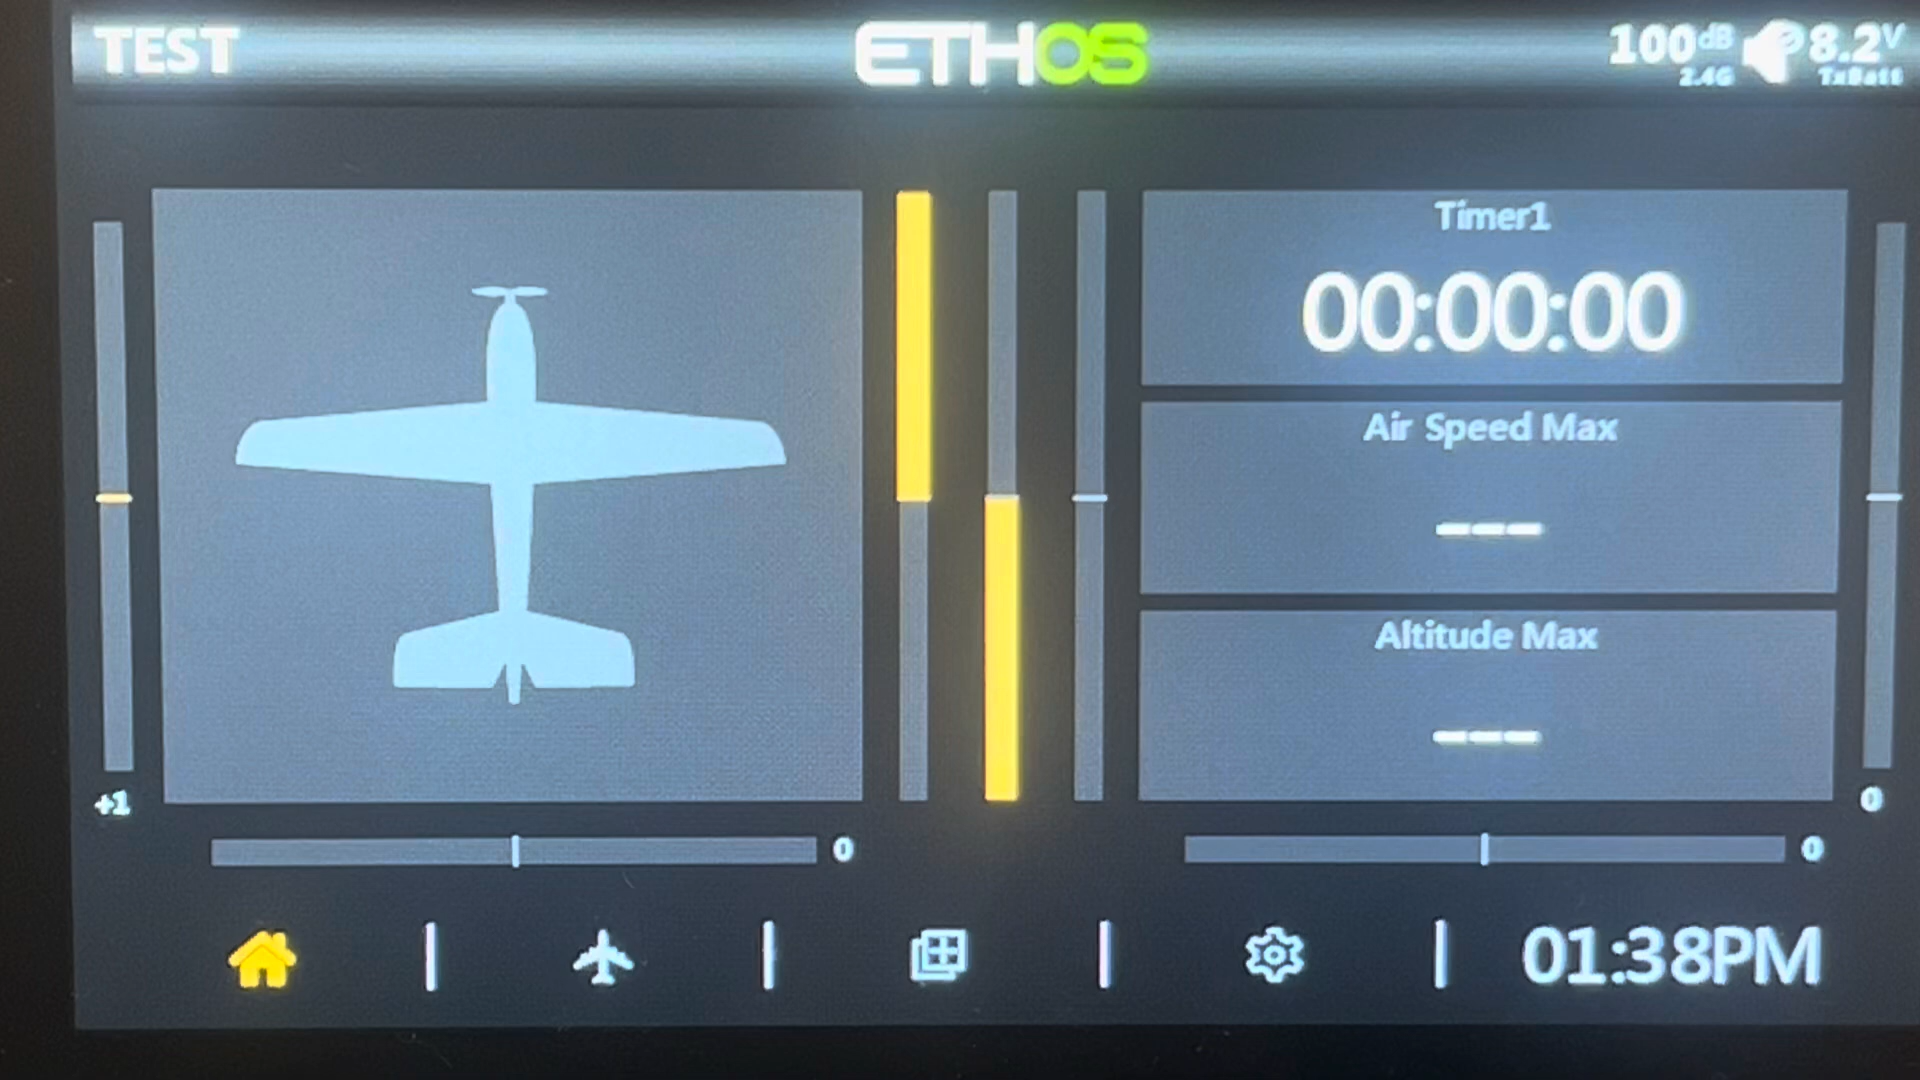 TEST
ETHOS
100dB
2.4G
8.2V
TxBatt
Timer1
00:00:00
Air Speed Max
---
Altitude Max
---
+1
0
0
0
01:38PM